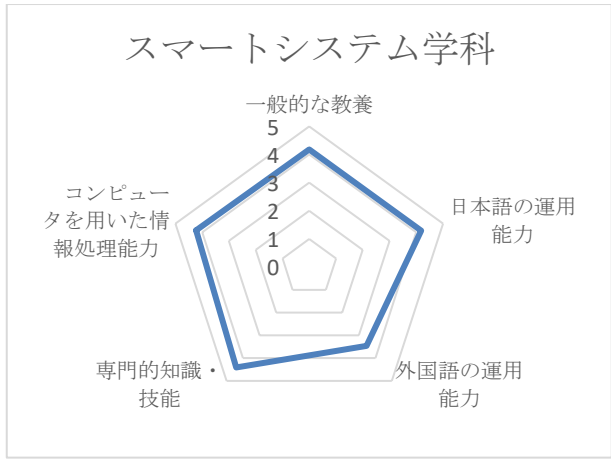 スマートシステム学科
一般的な教養
5
4
3
2
1
0
日本語の運用
能力
外国語の運用
能力
専門的知識・
技能
コンピュー
タを用いた情
報処理能力